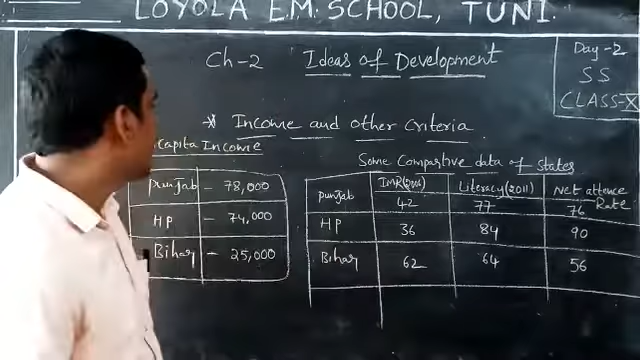 LOYOLA E.M. SCHOOL, TUNI.
Ch-2 Ideas of Development
Day-2
SS
CLASS-X
* Income and other Criteria
Capita Income
Punjab - 78,000
HP - 74,000
Bihar - 25,000
Some Compartive data of states
IMR(2006) Literacy(2011) Net attence Rate
Punjab 42 77 76
HP 36 84 90
Bihar 62 64 56